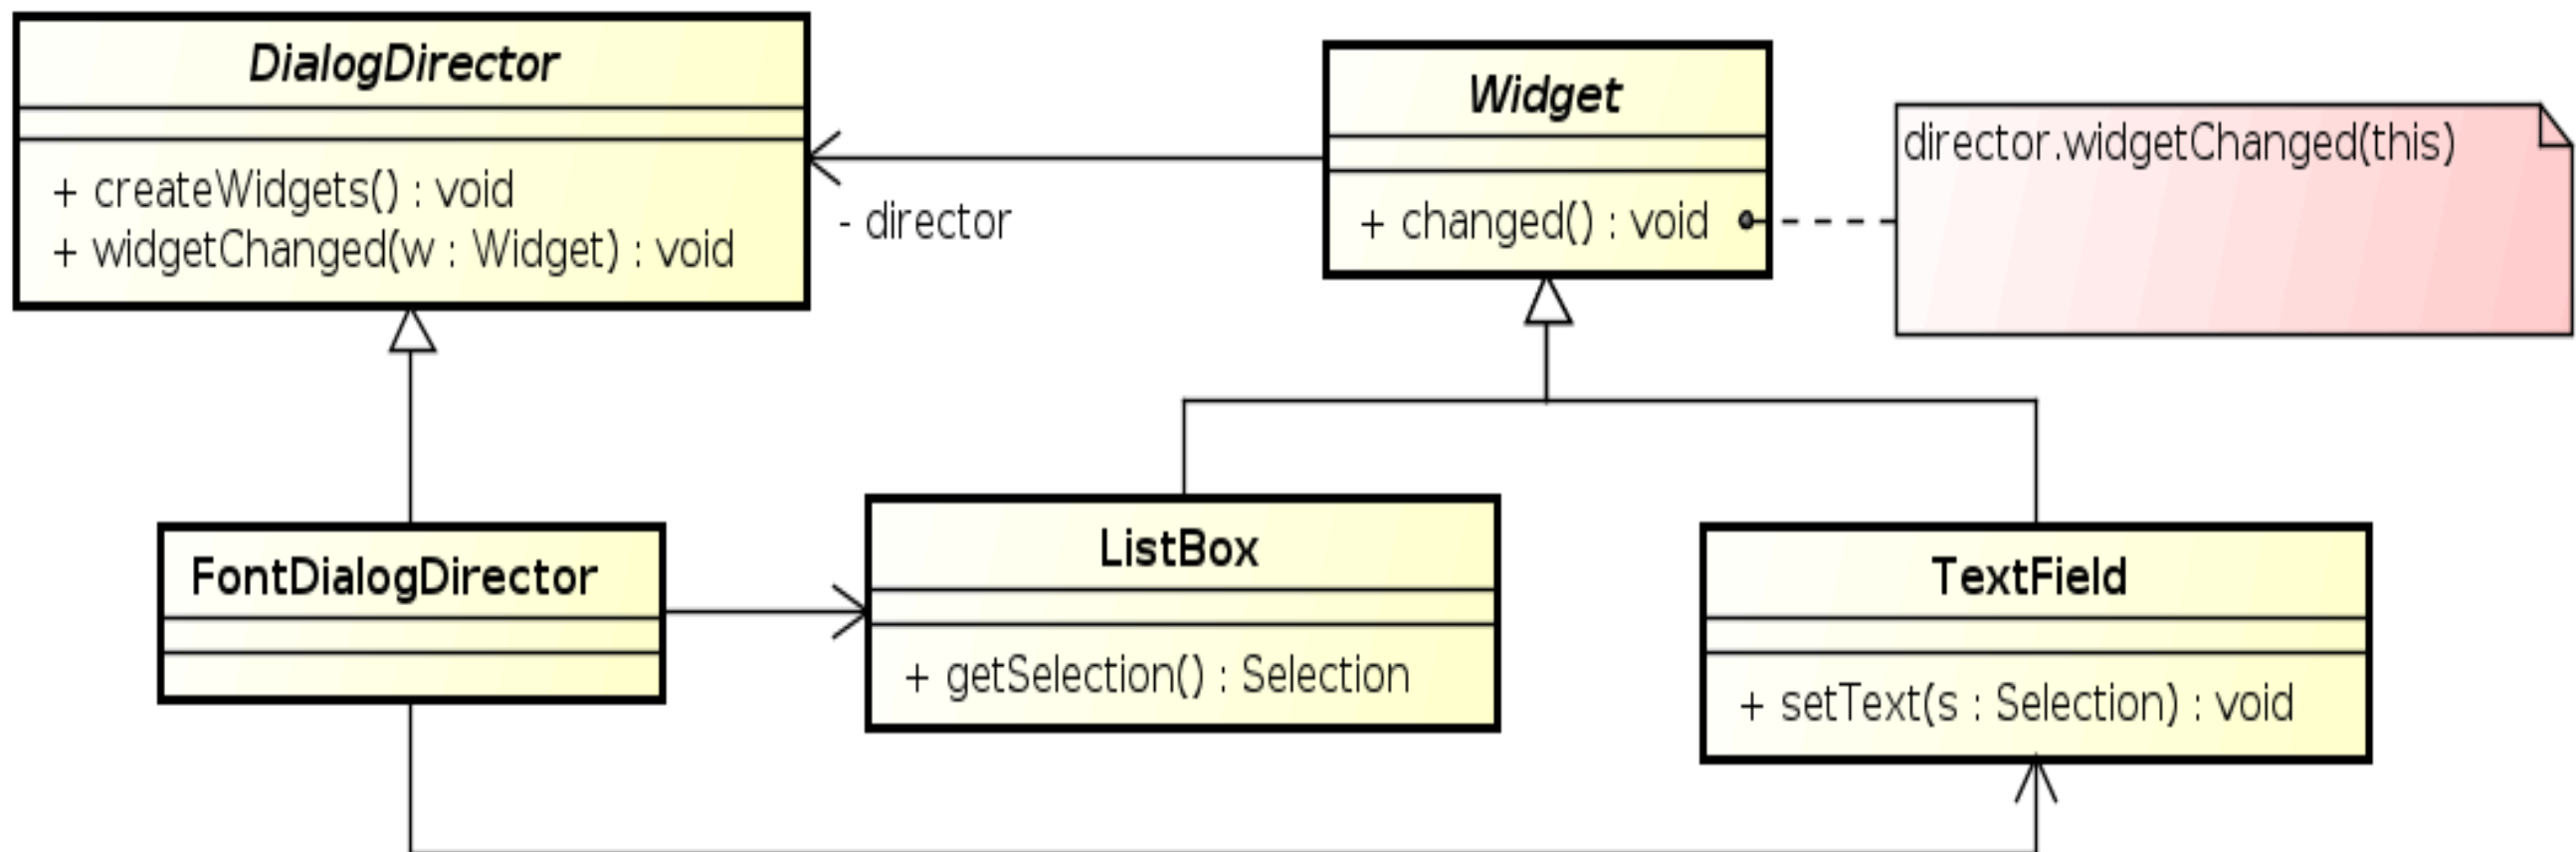 DialogDirector
+ createWidgets() : void
+ widgetChanged(w : Widget) : void
- director
Widget
+ changed() : void
director.widgetChanged(this)
FontDialogDirector
ListBox
+ getSelection() : Selection
TextField
+ setText(s : Selection) : void